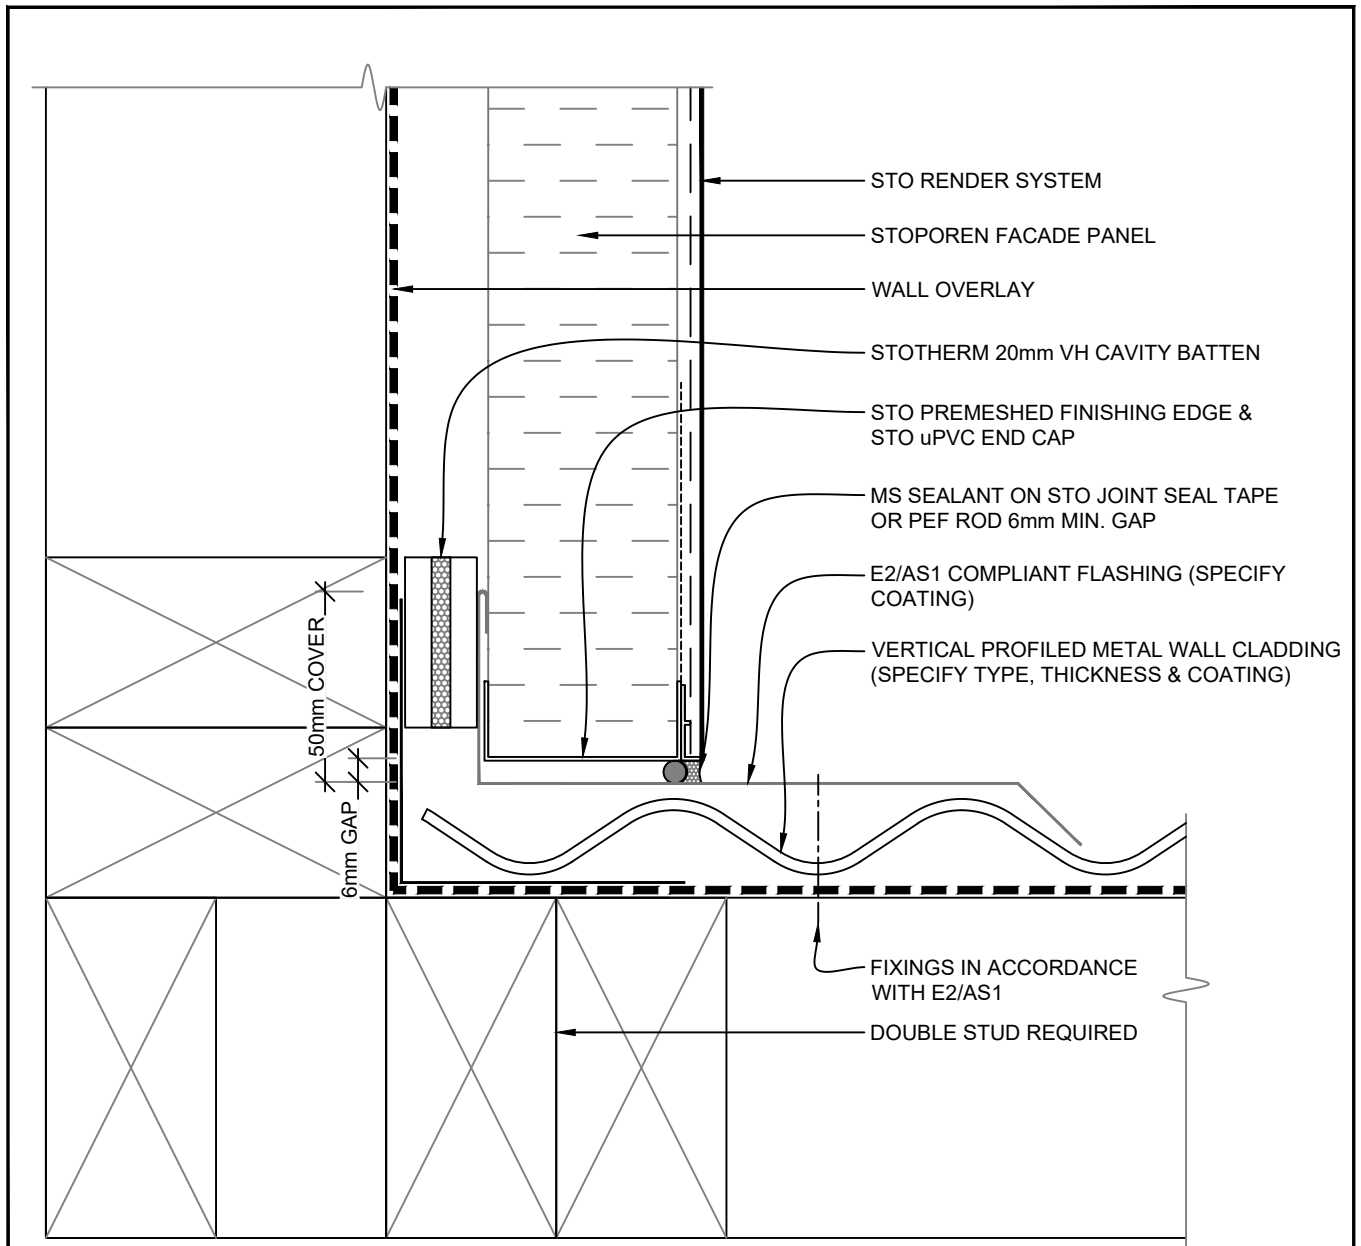 STO RENDER SYSTEM
STOPOREN FACADE PANEL
WALL OVERLAY
STOTHERM 20mm VH CAVITY BATTEN
STO PREMESHED FINISHING EDGE &
STO uPVC END CAP
MS SEALANT ON STO JOINT SEAL TAPE
OR PEF ROD 6mm MIN. GAP
E2/AS1 COMPLIANT FLASHING (SPECIFY
COATING)
VERTICAL PROFILED METAL WALL CLADDING
(SPECIFY TYPE, THICKNESS & COATING)
50mm COVER
6mm GAP
FIXINGS IN ACCORDANCE
WITH E2/AS1
DOUBLE STUD REQUIRED